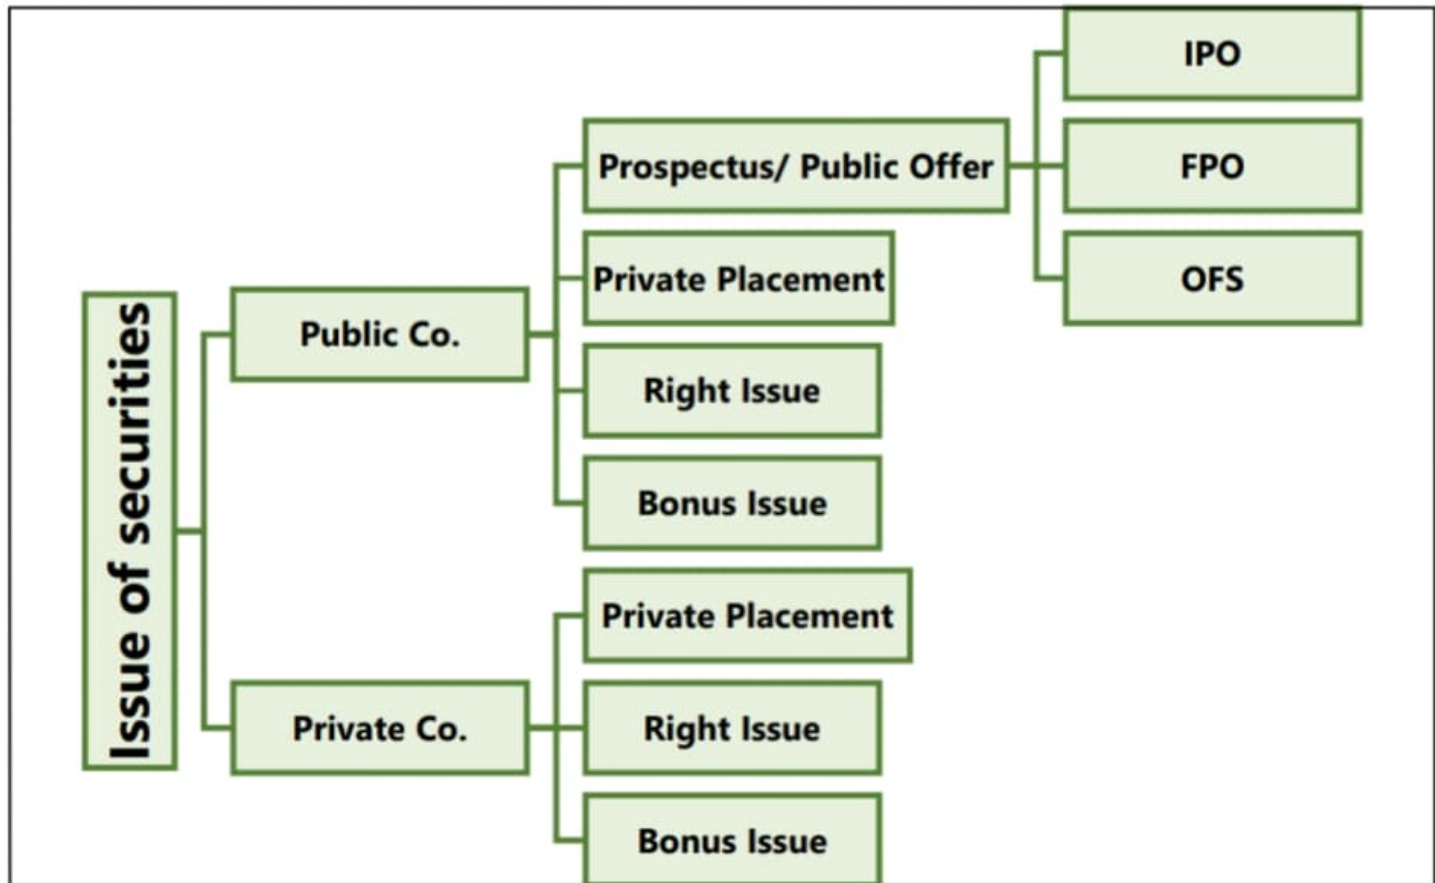 Issue of securities
Public Co.
Prospectus/ Public Offer
IPO
FPO
OFS
Private Placement
Right Issue
Bonus Issue
Private Co.
Private Placement
Right Issue
Bonus Issue